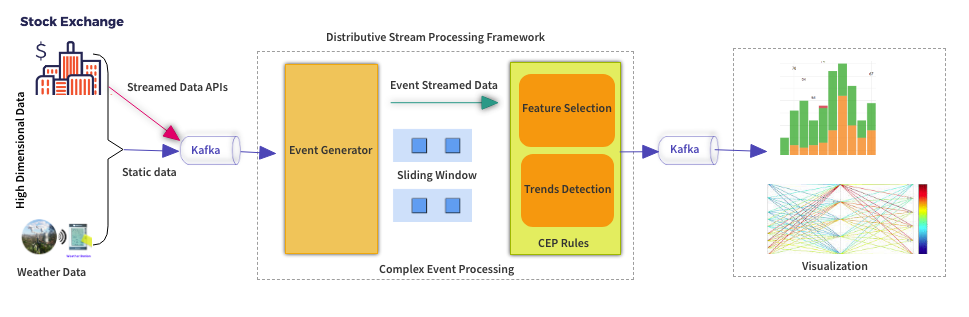 Stock Exchange
Distributive Stream Processing Framework
$
High Dimensional Data
Streamed Data APIs
Kafka
Static data
Weather Data
Event Generator
Event Streamed Data
Sliding Window
Feature Selection
Trends Detection
CEP Rules
Complex Event Processing
Kafka
Visualization